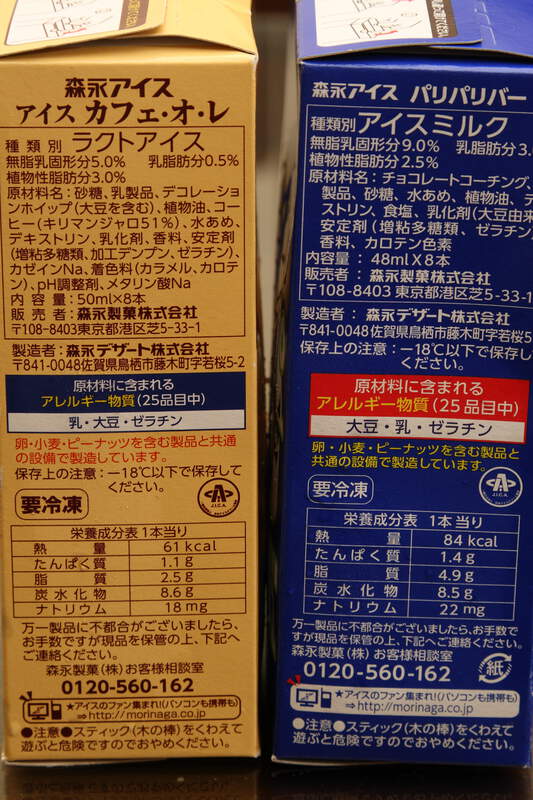 森永アイス
アイス カフェ・オ・レ
種類別 ラクトアイス
無脂乳固形分5.0% 乳脂肪分0.5%
植物性脂肪分3.0%
原材料名：砂糖、乳製品、デコレーショ
ンホイップ(大豆を含む)、植物油、コー
ヒー(キリマンジャロ51%)、水あめ、
デキストリン、乳化剤、香料、安定剤
(増粘多糖類、加工デンプン、ゼラチン)、
カゼインNa、着色料(カラメル、カロテ
ン)、pH調整剤、メタリン酸Na
内容量：50ml×8本
販売者：森永製菓株式会社
〒108-8403 東京都港区芝5-33-1
製造者：森永デザート株式会社
〒841-0048佐賀県鳥栖市藤木町字若桜5-2
原材料に含まれる
アレルギー物質(25品目中)
乳・大豆・ゼラチン
卵・小麦・ピーナッツを含む製品と共通
の設備で製造しています。
保存上の注意：－18℃以下で保存して
ください。
要冷凍
J.I.C.A.
栄養成分表 1本当り
熱量 61 kcal
たんぱく質 1.1 g
脂質 2.5 g
炭水化物 8.6 g
ナトリウム 18 mg
万一製品に不都合がございましたら、
お手数ですが現品を保管の上、下記へ
ご連絡ください。
森永製菓(株)お客様相談室
0120-560-162
★アイスのファン集まれ!(パソコンも携帯も)
⇒http://morinaga.co.jp
●注意●スティック(木の棒)をくわえて
遊ぶと危険ですのでおやめください。
森永アイス パリパリバー
種類別 アイスミルク
無脂乳固形分9.0% 乳脂肪分3.
植物性脂肪分2.5%
原材料名：チョコレートコーチング、
製品、砂糖、水あめ、植物油、デ
ストリン、食塩、乳化剤(大豆由来
安定剤(増粘多糖類、ゼラチン
香料、カロテン色素
内容量：48ml×8本
販売者：森永製菓株式会社
〒108-8403 東京都港区芝5-33-1
製造者：森永デザート株式会社
〒841-0048佐賀県鳥栖市藤木町字若桜5
保存上の注意：－18℃以下で保存し
ください。
原材料に含まれる
アレルギー物質(25品目中)
大豆・乳・ゼラチン
卵・小麦・ピーナッツを含む製品と
共通の設備で製造しています。
要冷凍
J.I.C.A.
栄養成分表 1本当り
熱量 84 kcal
たんぱく質 1.4 g
脂質 4.9 g
炭水化物 8.5 g
ナトリウム 22 mg
万一製品に不都合がございましたら、お手数で
すが現品を保管の上、下記へご連絡ください。
森永製菓(株)お客様相談室
0120-560-162
紙
★アイスのファン集まれ!(パソコンも携帯も)
⇒http://morinaga.co.jp
●注意●スティック(木の棒)をくわえて
遊ぶと危険ですのでおやめください。